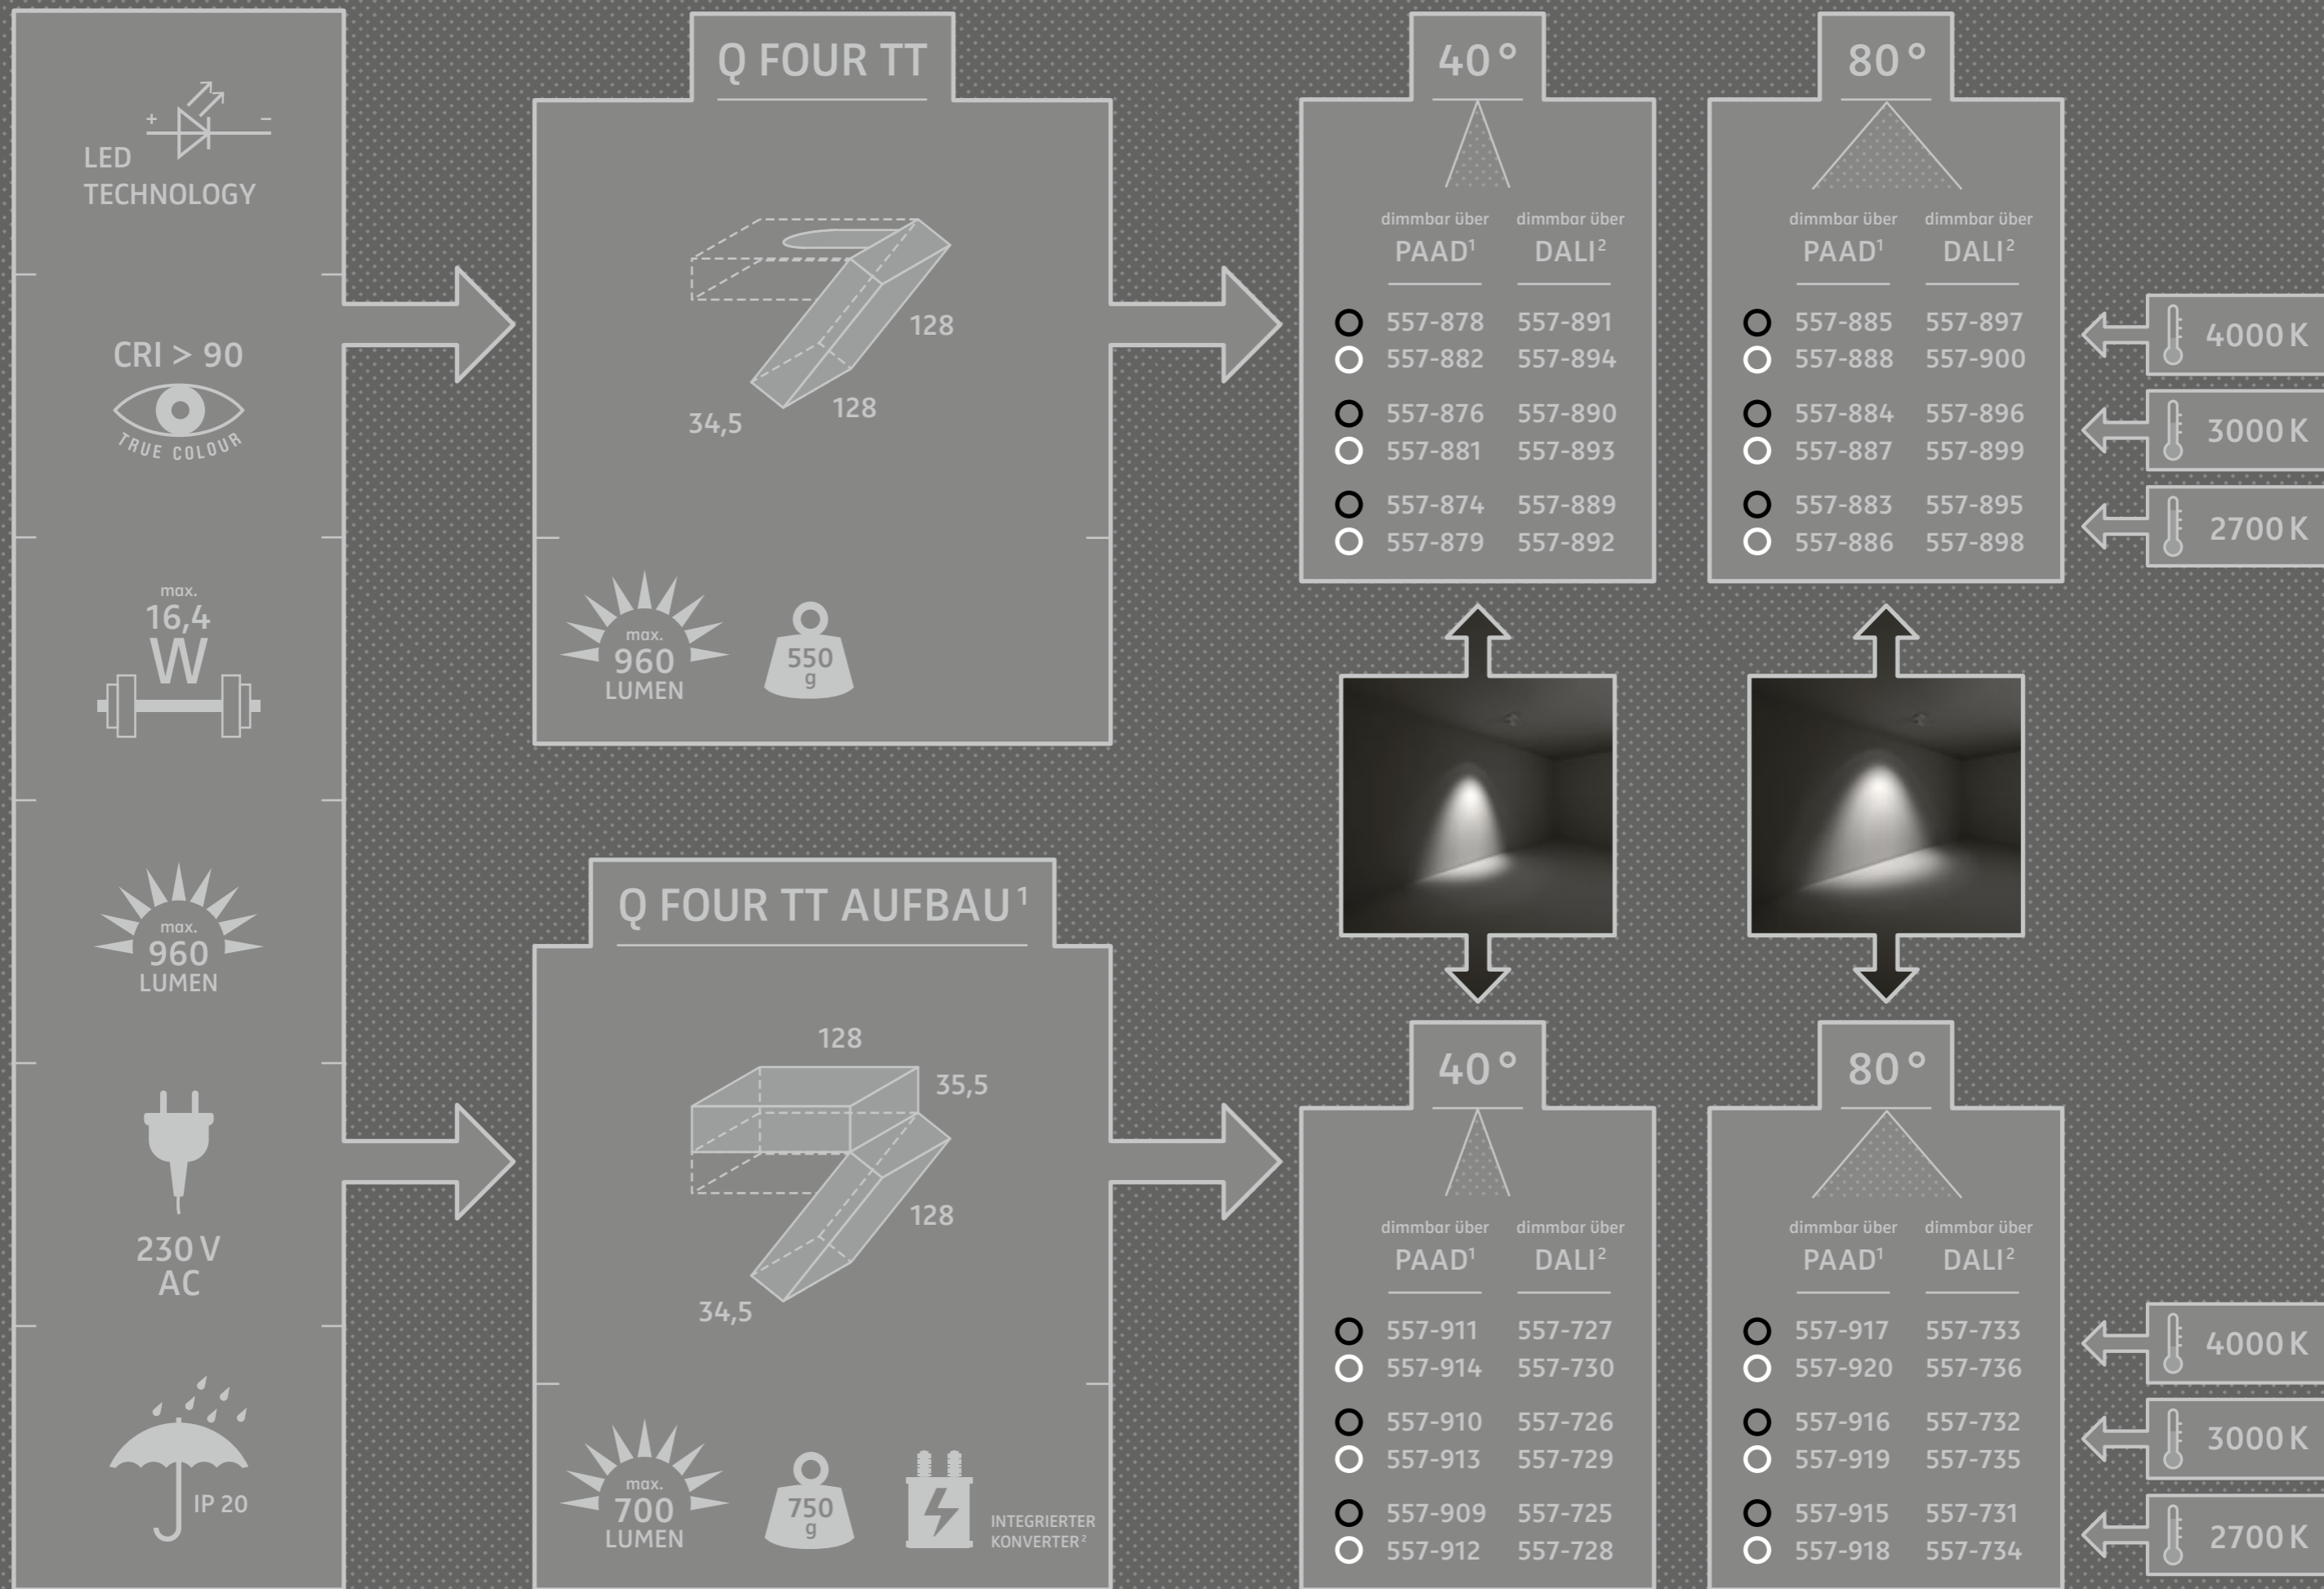 LED
TECHNOLOGY
+ −
CRI > 90
TRUE COLOUR
max.
16,4
W
max.
960
LUMEN
230 V
AC
IP 20
Q FOUR TT
128
128
34,5
max.
960
LUMEN
550
g
Q FOUR TT AUFBAU¹
128
35,5
128
34,5
max.
700
LUMEN
750
g
INTEGRIERTER
KONVERTER²
40°
dimmbar über dimmbar über
PAAD¹ DALI²
557-878 557-891
557-882 557-894
557-876 557-890
557-881 557-893
557-874 557-889
557-879 557-892
80°
dimmbar über dimmbar über
PAAD¹ DALI²
557-885 557-897
557-888 557-900
557-884 557-896
557-887 557-899
557-883 557-895
557-886 557-898
4000 K
3000 K
2700 K
40°
dimmbar über dimmbar über
PAAD¹ DALI²
557-911 557-727
557-914 557-730
557-910 557-726
557-913 557-729
557-909 557-725
557-912 557-728
80°
dimmbar über dimmbar über
PAAD¹ DALI²
557-917 557-733
557-920 557-736
557-916 557-732
557-919 557-735
557-915 557-731
557-918 557-734
4000 K
3000 K
2700 K